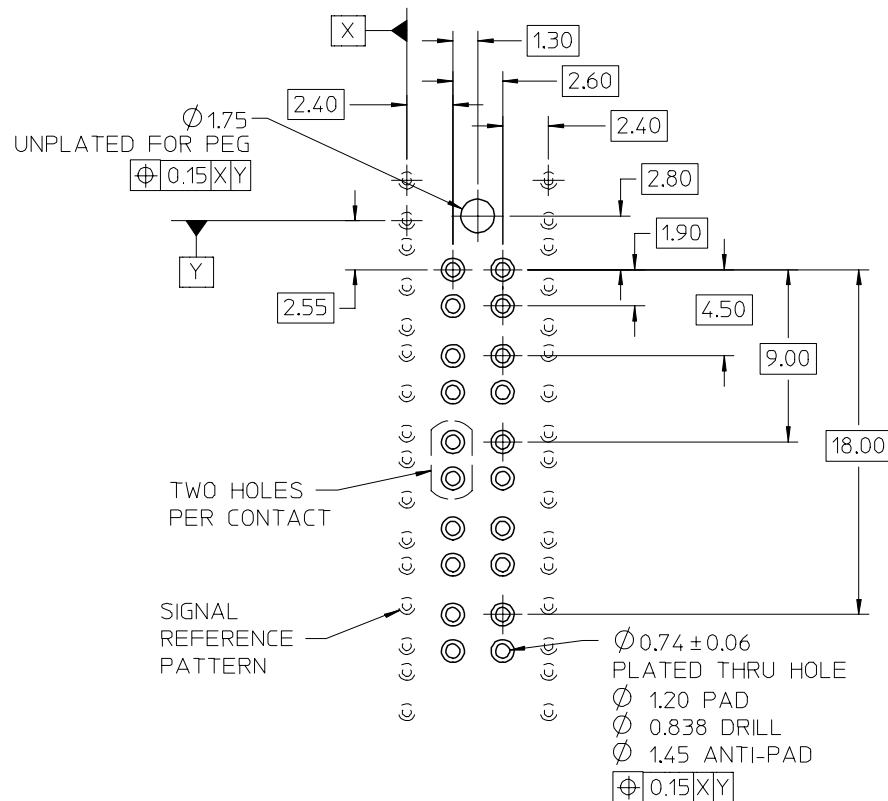 X
1.30
2.60
2.40
2.40
Ø 1.75
UNPLATED FOR PEG
⌖ 0.15 X Y
2.80
1.90
Y
2.55
4.50
9.00
18.00
TWO HOLES
PER CONTACT
SIGNAL
REFERENCE
PATTERN
Ø 0.74 ± 0.06
PLATED THRU HOLE
Ø 1.20 PAD
Ø 0.838 DRILL
Ø 1.45 ANTI-PAD
⌖ 0.15 X Y